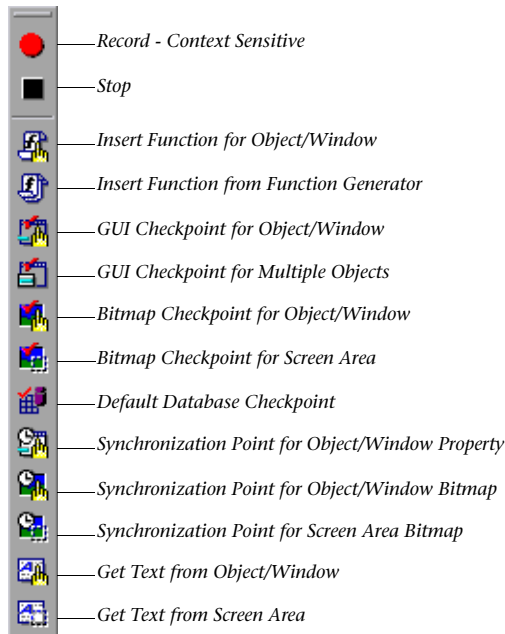 Record - Context Sensitive
Stop
Insert Function for Object/Window
Insert Function from Function Generator
GUI Checkpoint for Object/Window
GUI Checkpoint for Multiple Objects
Bitmap Checkpoint for Object/Window
Bitmap Checkpoint for Screen Area
Default Database Checkpoint
Synchronization Point for Object/Window Property
Synchronization Point for Object/Window Bitmap
Synchronization Point for Screen Area Bitmap
Get Text from Object/Window
Get Text from Screen Area